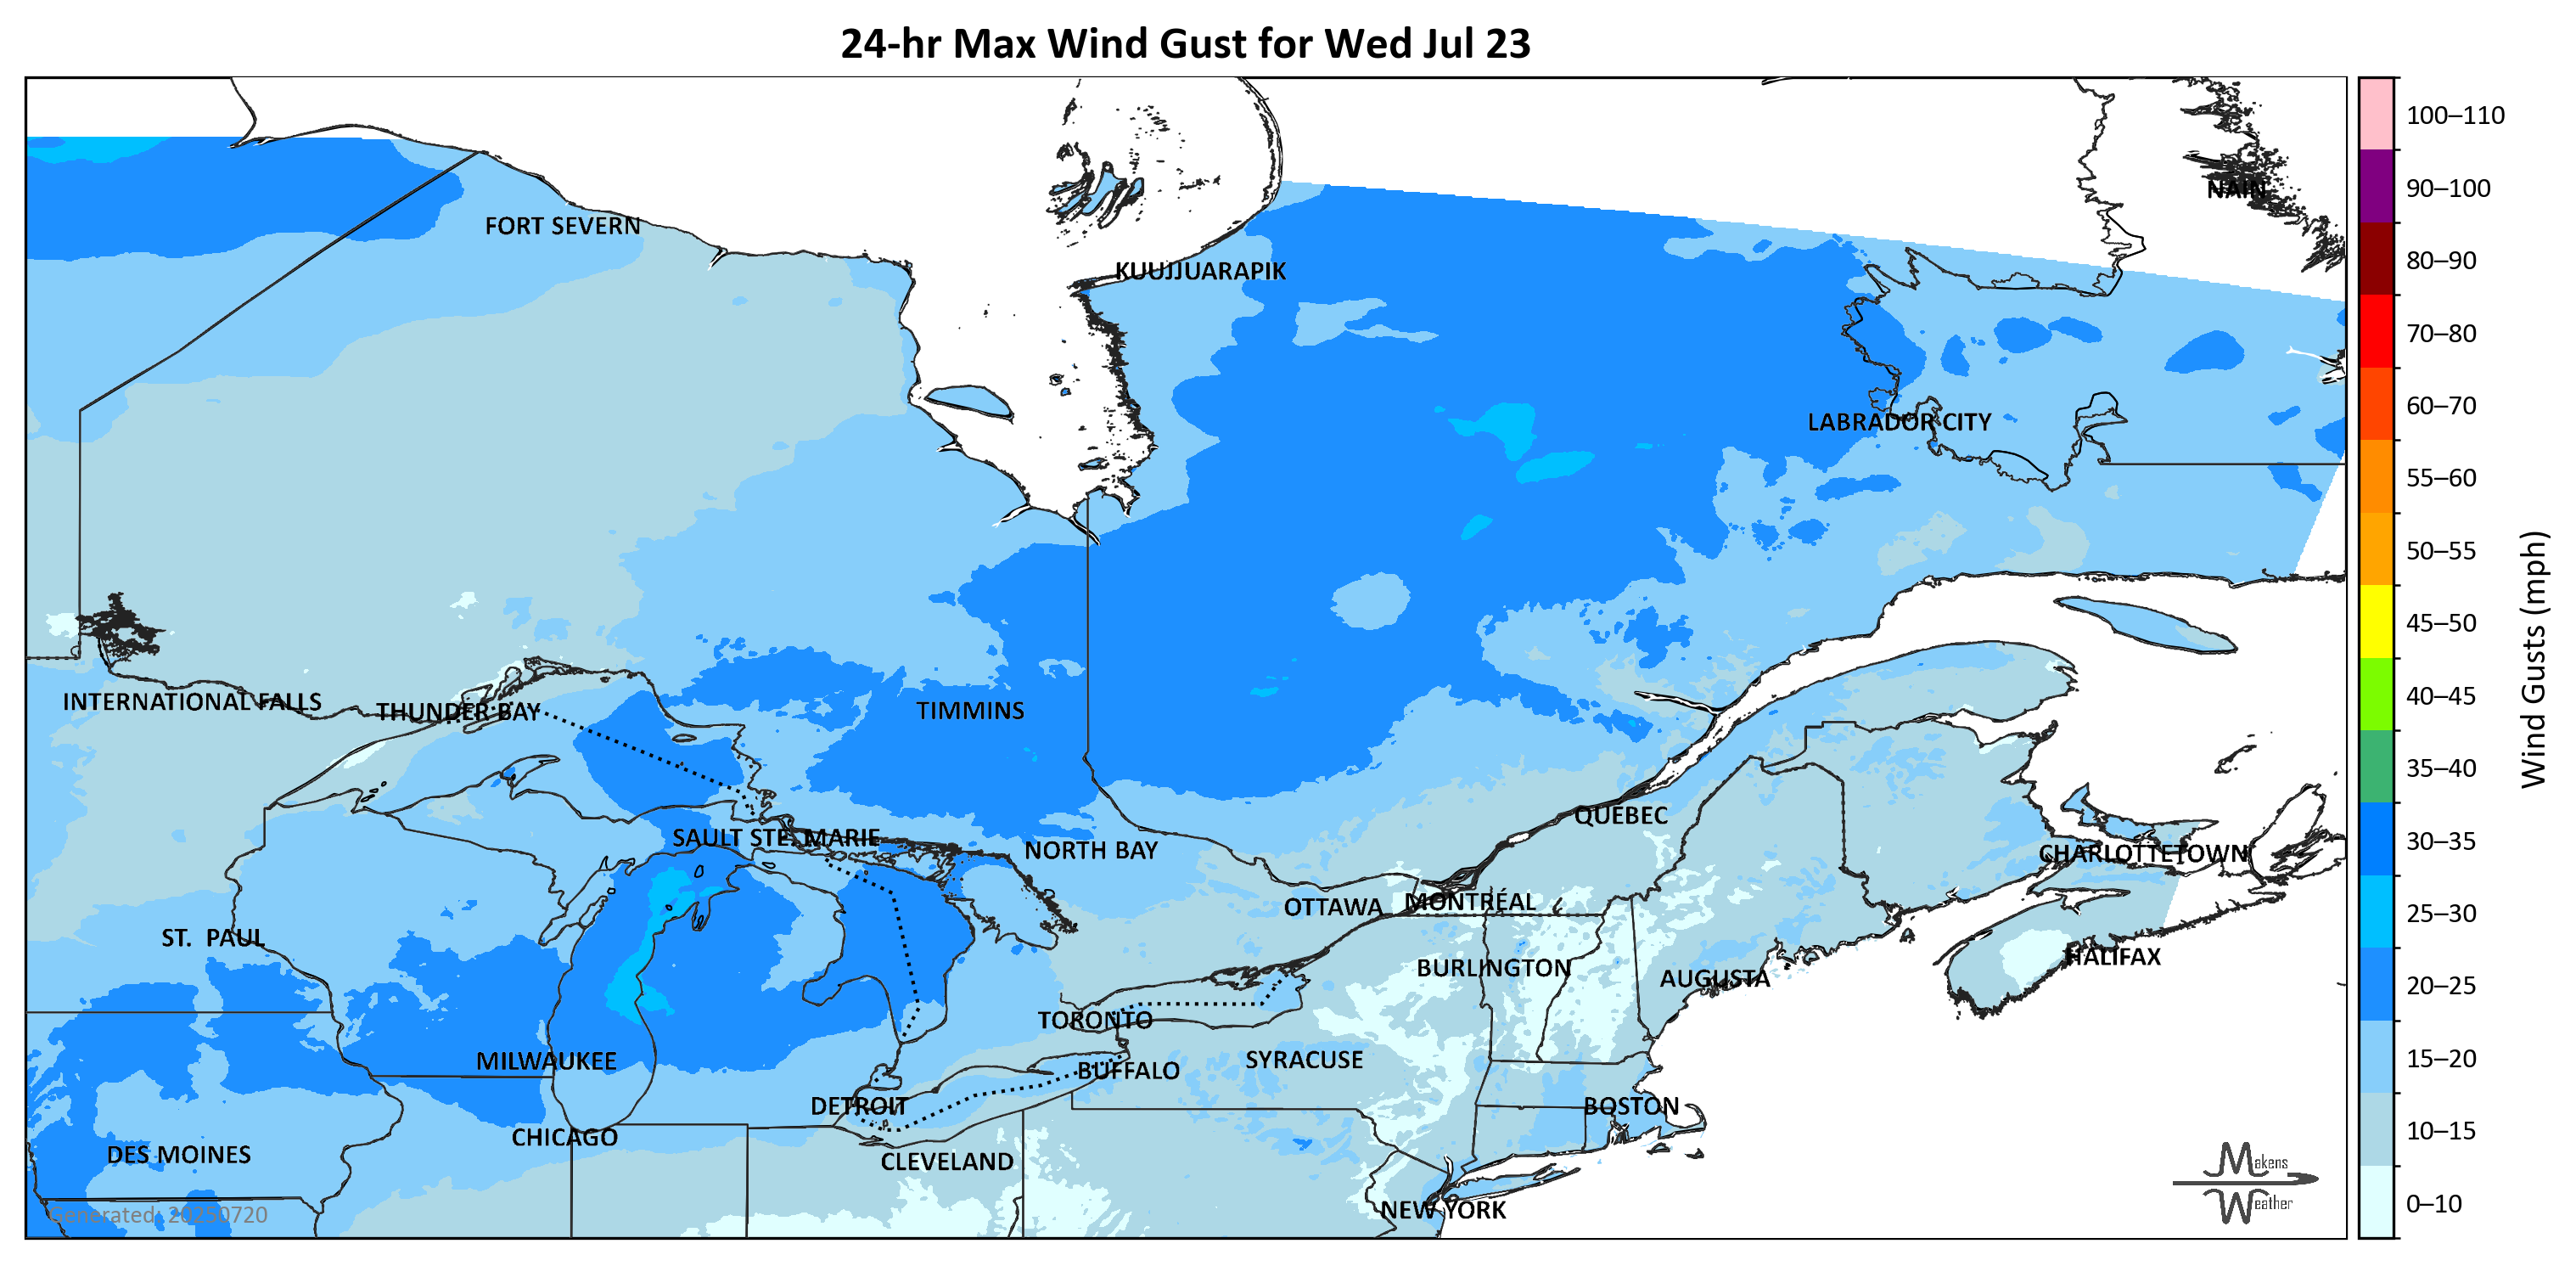 24-hr Max Wind Gust for Wed Jul 23
100–110
90–100
NAIN
FORT SEVERN
80–90
KUUJJUARAPIK
70–80
60–70
LABRADOR CITY
55–60
50–55
45–50
Wind Gusts (mph)
40–45
INTERNATIONAL FALLS
THUNDER BAY
TIMMINS
35–40
QUÉBEC
30–35
SAULT STE. MARIE
NORTH BAY
CHARLOTTETOWN
OTTAWA
MONTRÉAL
25–30
ST. PAUL
HALIFAX
BURLINGTON
AUGUSTA
20–25
TORONTO
MILWAUKEE
SYRACUSE
15–20
BUFFALO
DETROIT
BOSTON
CHICAGO
10–15
DES MOINES
CLEVELAND
Makens
Weather
0–10
NEW YORK
Generated: 20250720